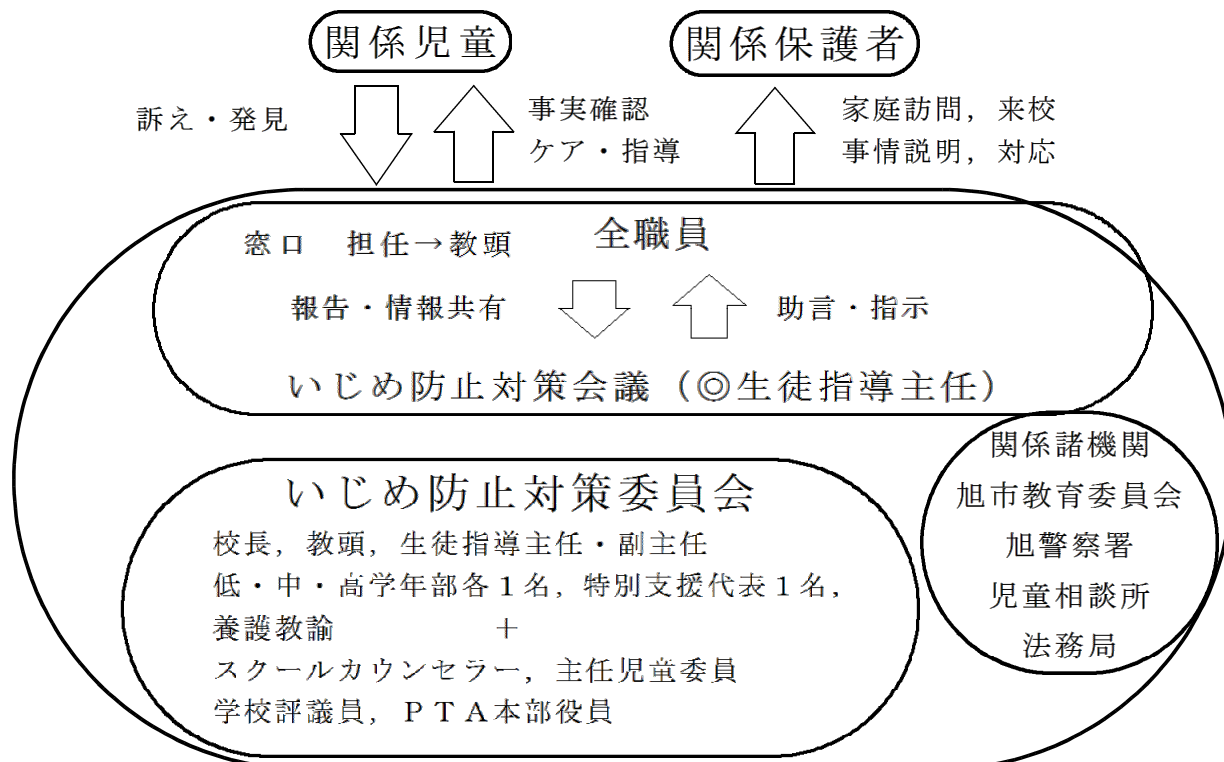 関係児童
関係保護者
訴え・発見
事実確認
ケア・指導
家庭訪問，来校
事情説明，対応
窓口　担任→教頭
全職員
報告・情報共有
助言・指示
いじめ防止対策会議（◎生徒指導主任）
いじめ防止対策委員会
校長，教頭，生徒指導主任・副主任
低・中・高学年部各１名，特別支援代表１名，
養護教諭　　　　　＋
スクールカウンセラー，主任児童委員
学校評議員，ＰＴＡ本部役員
関係諸機関
旭市教育委員会
旭警察署
児童相談所
法務局